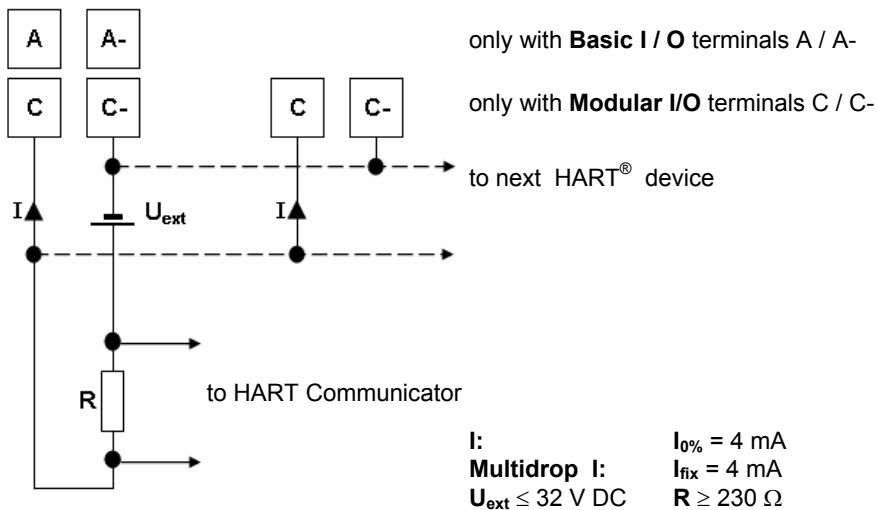 A A- only with Basic I / O terminals A / A-
C C- C C- only with Modular I/O terminals C / C-
to next HART® device
I Uext I
R to HART Communicator
I: I0% = 4 mA
Multidrop I: Ifix = 4 mA
Uext ≤ 32 V DC R ≥ 230 Ω